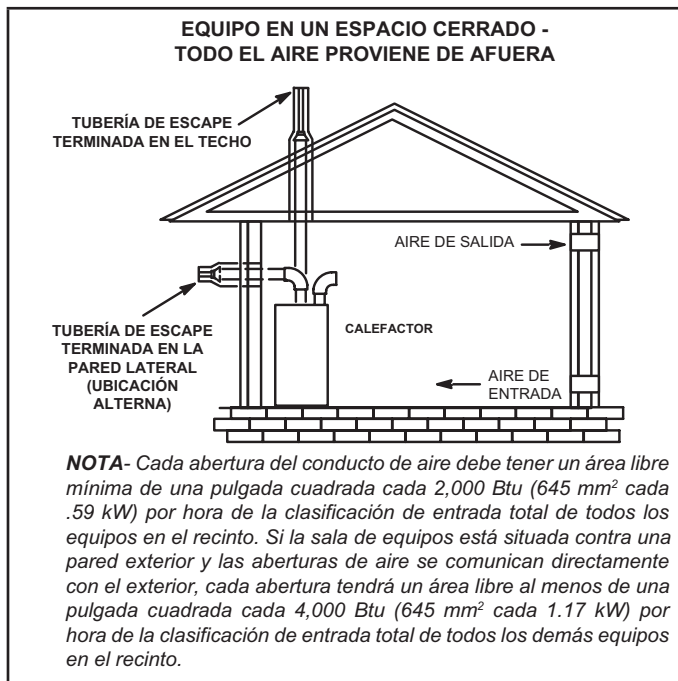 EQUIPO EN UN ESPACIO CERRADO -
TODO EL AIRE PROVIENE DE AFUERA
TUBERÍA DE ESCAPE
TERMINADA EN EL TECHO
AIRE DE SALIDA
TUBERÍA DE ESCAPE
TERMINADA EN LA
PARED LATERAL
(UBICACIÓN
ALTERNA)
CALEFACTOR
AIRE DE
ENTRADA
NOTA- Cada abertura del conducto de aire debe tener un área libre
mínima de una pulgada cuadrada cada 2,000 Btu (645 mm² cada
.59 kW) por hora de la clasificación de entrada total de todos los
equipos en el recinto. Si la sala de equipos está situada contra una
pared exterior y las aberturas de aire se comunican directamente
con el exterior, cada abertura tendrá un área libre al menos de una
pulgada cuadrada cada 4,000 Btu (645 mm² cada 1.17 kW) por
hora de la clasificación de entrada total de todos los demás equipos
en el recinto.